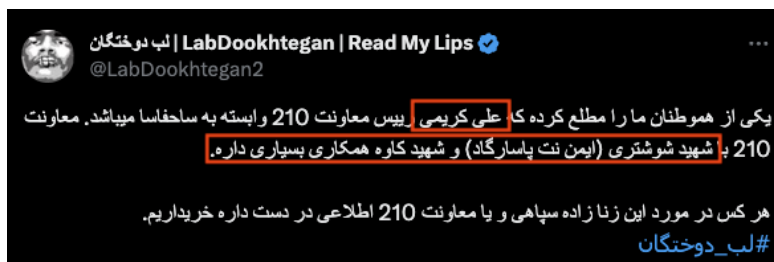 لب دوختگان | LabDookhtegan | Read My Lips
@LabDookhtegan2
یکی از هموطنان ما را مطلع کرده که علی کریمی رییس معاونت 210 وابسته به ساحفاسا میباشد. معاونت
210 با شهید شوشتری (ایمن نت پاسارگاد) و شهید کاوه همکاری بسیاری داره.
هر کس در مورد این زنا زاده سپاهی و یا معاونت 210 اطلاعی در دست داره خریداریم.
#لب_دوختگان